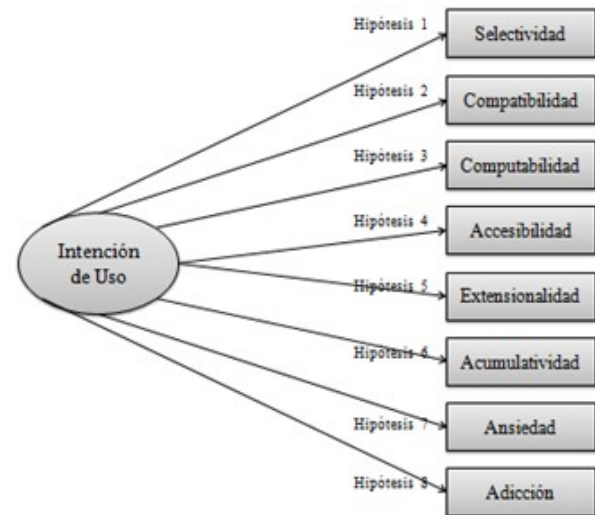 Hipótesis 1
Selectividad
Hipótesis 2
Compatibilidad
Hipótesis 3
Computabilidad
Hipótesis 4
Accesibilidad
Intención
de Uso
Hipótesis 5
Extensionalidad
Hipótesis 6
Acumulatividad
Hipótesis 7
Ansiedad
Hipótesis 8
Adicción